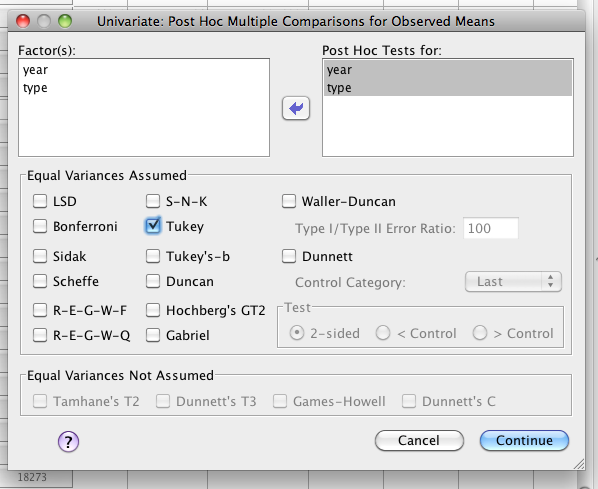 Univariate: Post Hoc Multiple Comparisons for Observed Means
Factor(s):
year
type
Post Hoc Tests for:
year
type
Equal Variances Assumed
LSD
S-N-K
Waller-Duncan
Bonferroni
Tukey
Type I/Type II Error Ratio: 100
Sidak
Tukey's-b
Dunnett
Scheffe
Duncan
Control Category: Last
R-E-G-W-F
Hochberg's GT2
Test
R-E-G-W-Q
Gabriel
2-sided
< Control
> Control
Equal Variances Not Assumed
Tamhane's T2
Dunnett's T3
Games-Howell
Dunnett's C
?
Cancel
Continue
18273